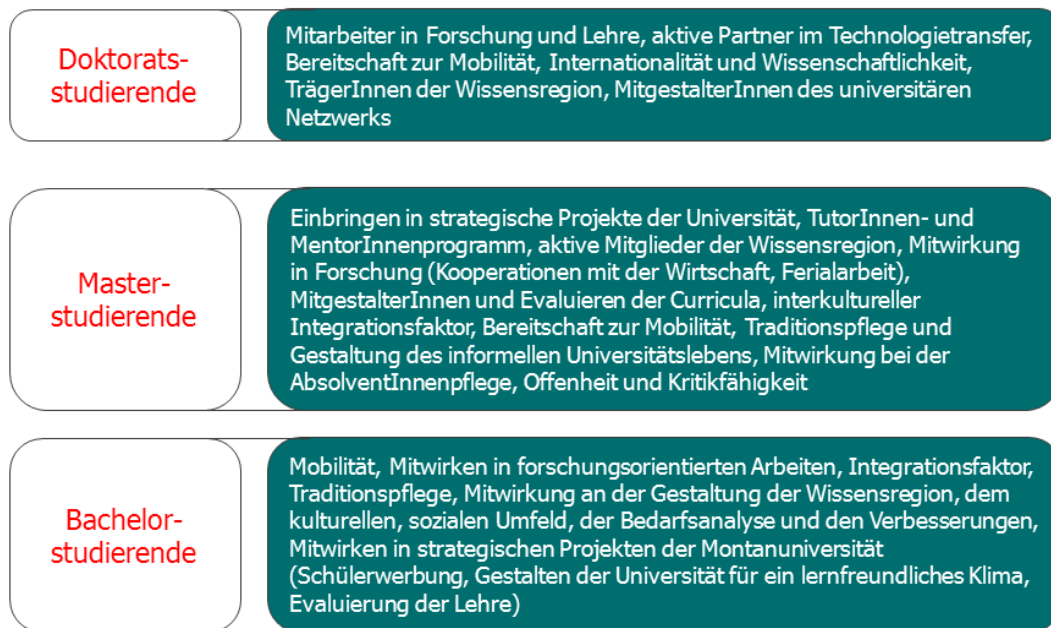 Doktorats-
studierende
Mitarbeiter in Forschung und Lehre, aktive Partner im Technologietransfer,
Bereitschaft zur Mobilität, Internationalität und Wissenschaftlichkeit,
TrägerInnen der Wissensregion, MitgestalterInnen des universitären
Netzwerks
Master-
studierende
Einbringen in strategische Projekte der Universität, TutorInnen- und
MentorInnenprogramm, aktive Mitglieder der Wissensregion, Mitwirkung
in Forschung (Kooperationen mit der Wirtschaft, Ferialarbeit),
MitgestalterInnen und Evaluieren der Curricula, interkultureller
Integrationsfaktor, Bereitschaft zur Mobilität, Traditionspflege und
Gestaltung des informellen Universitätslebens, Mitwirkung bei der
AbsolventInnenpflege, Offenheit und Kritikfähigkeit
Bachelor-
studierende
Mobilität, Mitwirken in forschungsorientierten Arbeiten, Integrationsfaktor,
Traditionspflege, Mitwirkung an der Gestaltung der Wissensregion, dem
kulturellen, sozialen Umfeld, der Bedarfsanalyse und den Verbesserungen,
Mitwirken in strategischen Projekten der Montanuniversität
(Schülerwerbung, Gestalten der Universität für ein lernfreundliches Klima,
Evaluierung der Lehre)